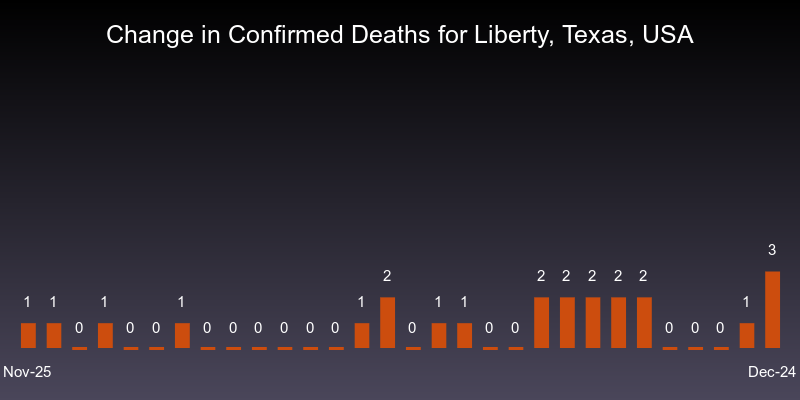 Change in Confirmed Deaths for Liberty, Texas, USA
3
2 2 2 2 2 2
1 1 1 1 1 1 1 1
0 0 0 0 0 0 0 0 0 0 0 0 0 0 0
Nov-25 Dec-24